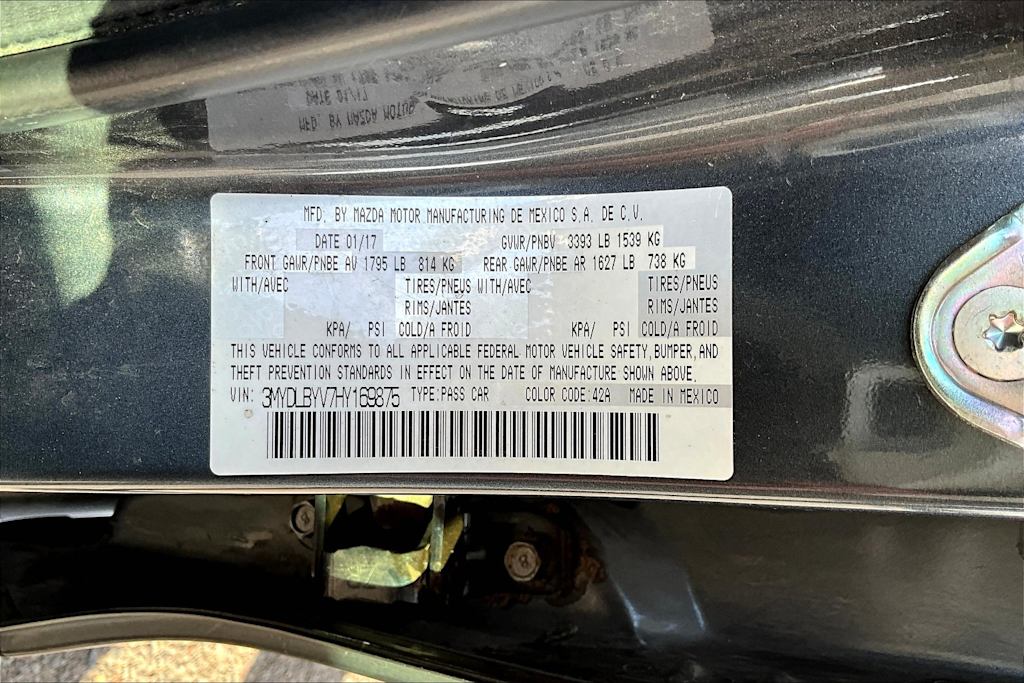 MFD. BY MAZDA MOTOR MANUFACTURING DE MEXICO S.A. DE C.V.
DATE 01/17 GVWR/PNBV 3393 LB 1539 KG
FRONT GAWR/PNBE AV 1795 LB 814 KG REAR GAWR/PNBE AR 1627 LB 738 KG
WITH/AVEC TIRES/PNEUS WITH/AVEC TIRES/PNEUS
RIMS/JANTES RIMS/JANTES
KPA/ PSI COLD/A FROID KPA/ PSI COLD/A FROID
THIS VEHICLE CONFORMS TO ALL APPLICABLE FEDERAL MOTOR VEHICLE SAFETY, BUMPER, AND
THEFT PREVENTION STANDARDS IN EFFECT ON THE DATE OF MANUFACTURE SHOWN ABOVE.
VIN: 3MYDLBYV7HY169875 TYPE:PASS CAR COLOR CODE:42A MADE IN MEXICO